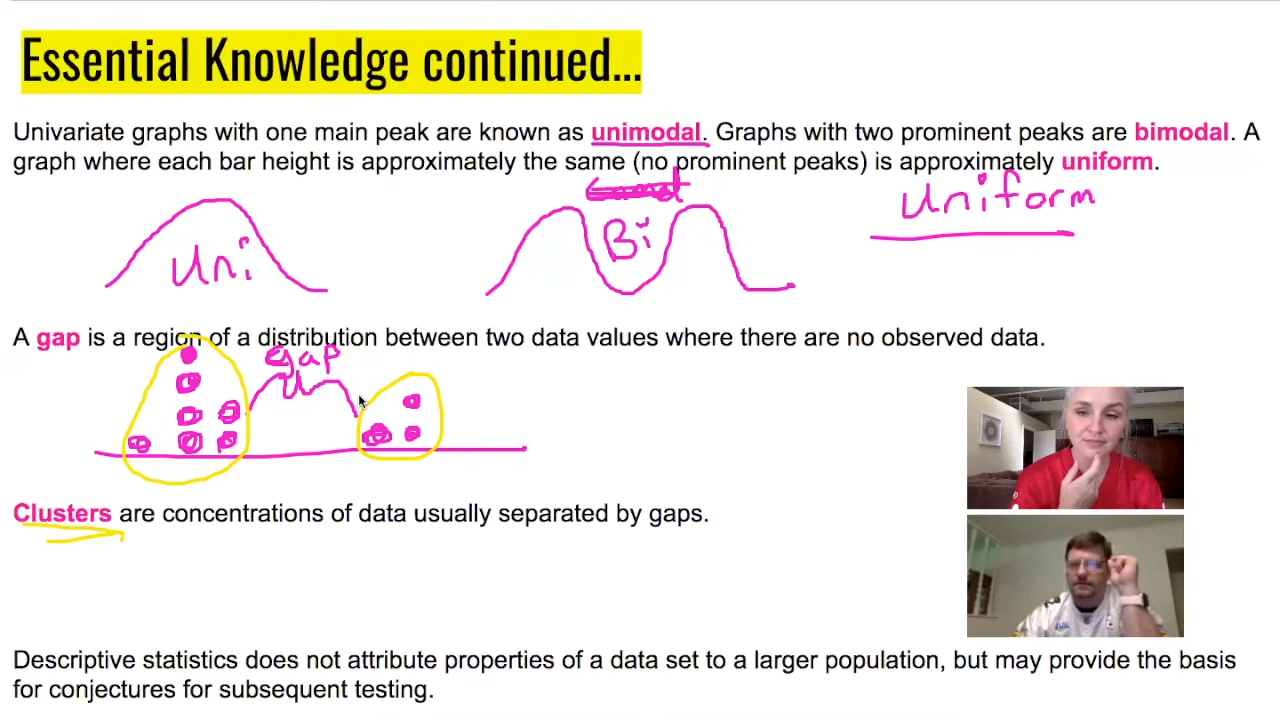 Essential Knowledge continued...
Univariate graphs with one main peak are known as unimodal. Graphs with two prominent peaks are bimodal. A
graph where each bar height is approximately the same (no prominent peaks) is approximately uniform.
Uniform
Uni
Bi
A gap is a region of a distribution between two data values where there are no observed data.
gap
Clusters are concentrations of data usually separated by gaps.
Descriptive statistics does not attribute properties of a data set to a larger population, but may provide the basis
for conjectures for subsequent testing.